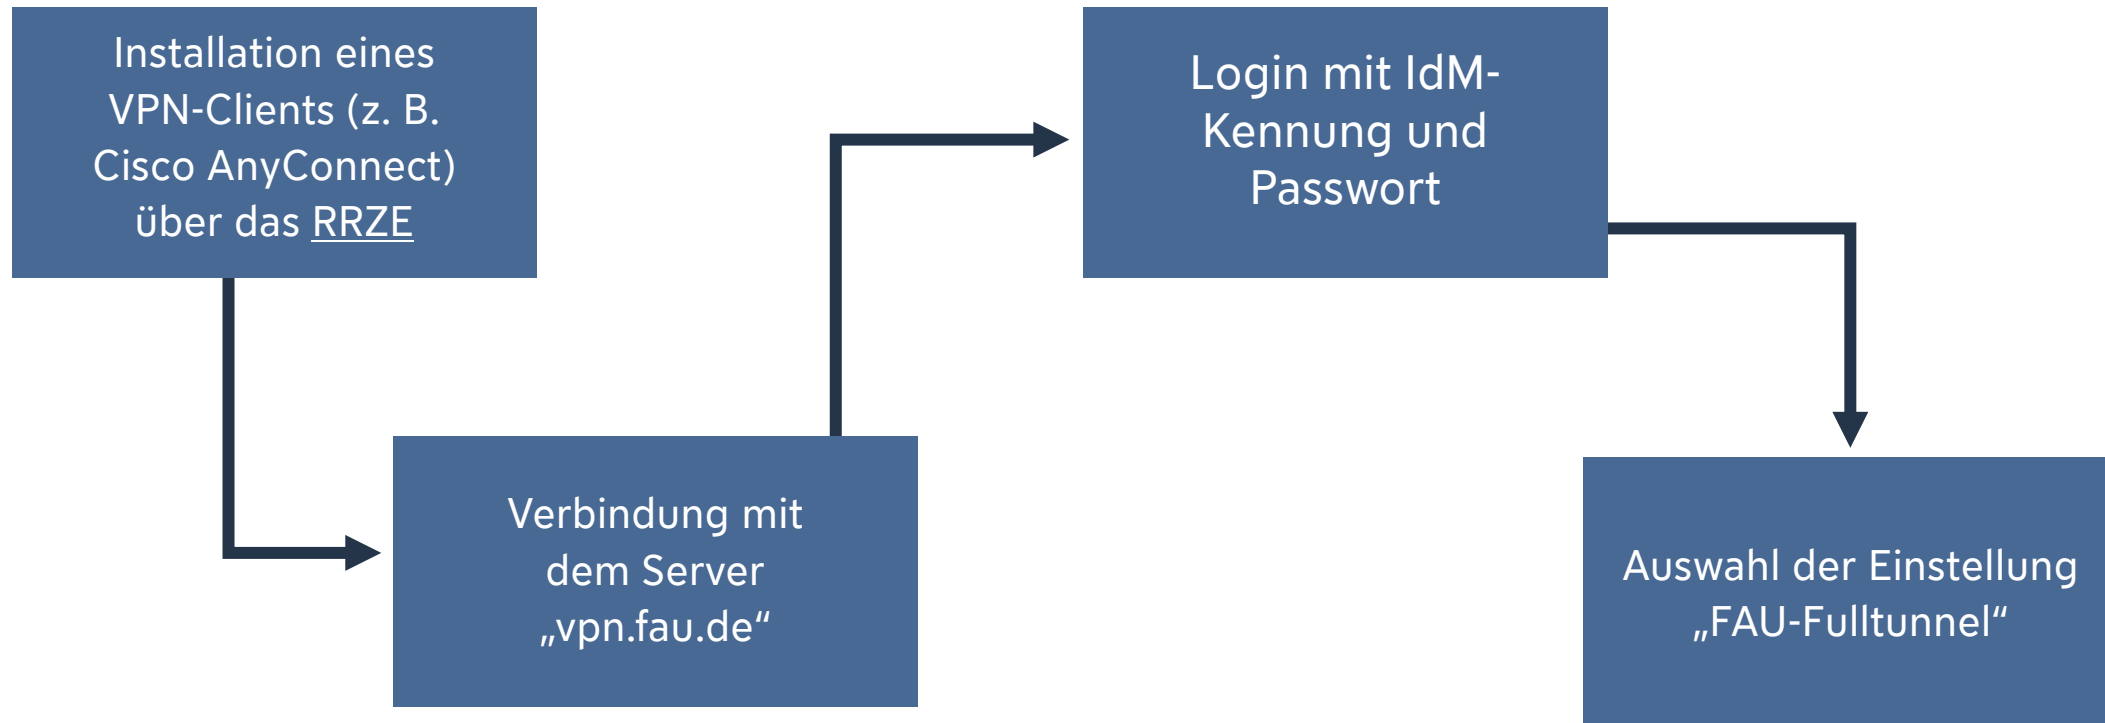 Installation eines
VPN-Clients (z. B.
Cisco AnyConnect)
über das RRZE
Verbindung mit
dem Server
„vpn.fau.de“
Login mit IdM-
Kennung und
Passwort
Auswahl der Einstellung
„FAU-Fulltunnel“